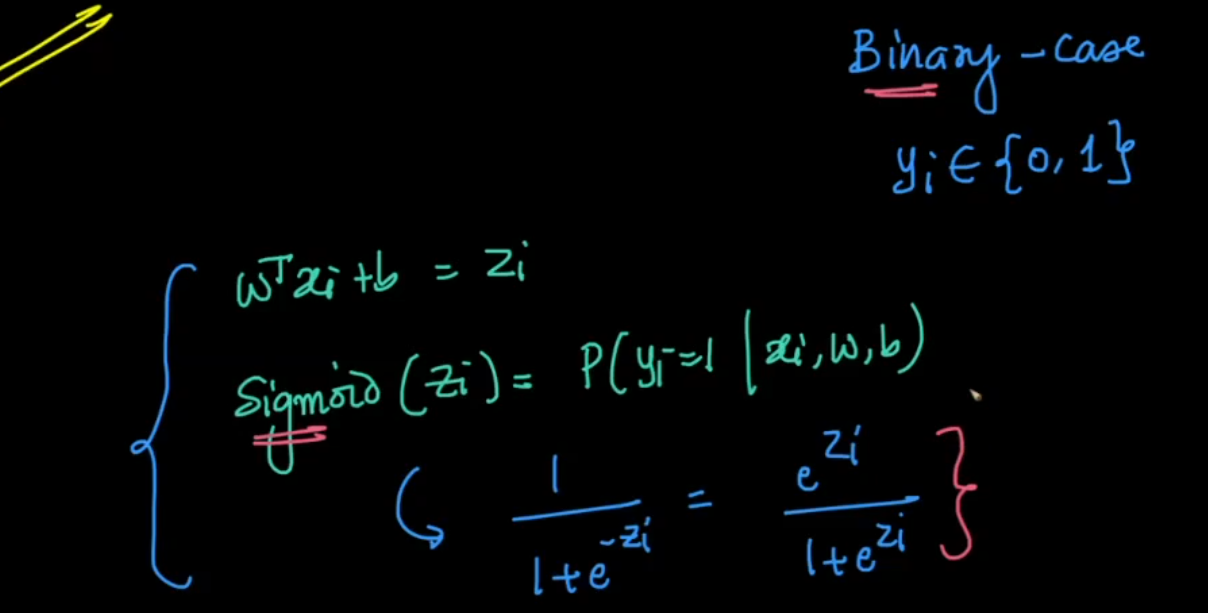 Binary - case
yi ∈ {0, 1}
wᵀxi + b = zi
Sigmoid (zi) = P(yi=1 | xi, w, b)
1/(1+e^(-zi)) = e^(zi)/(1+e^(zi))